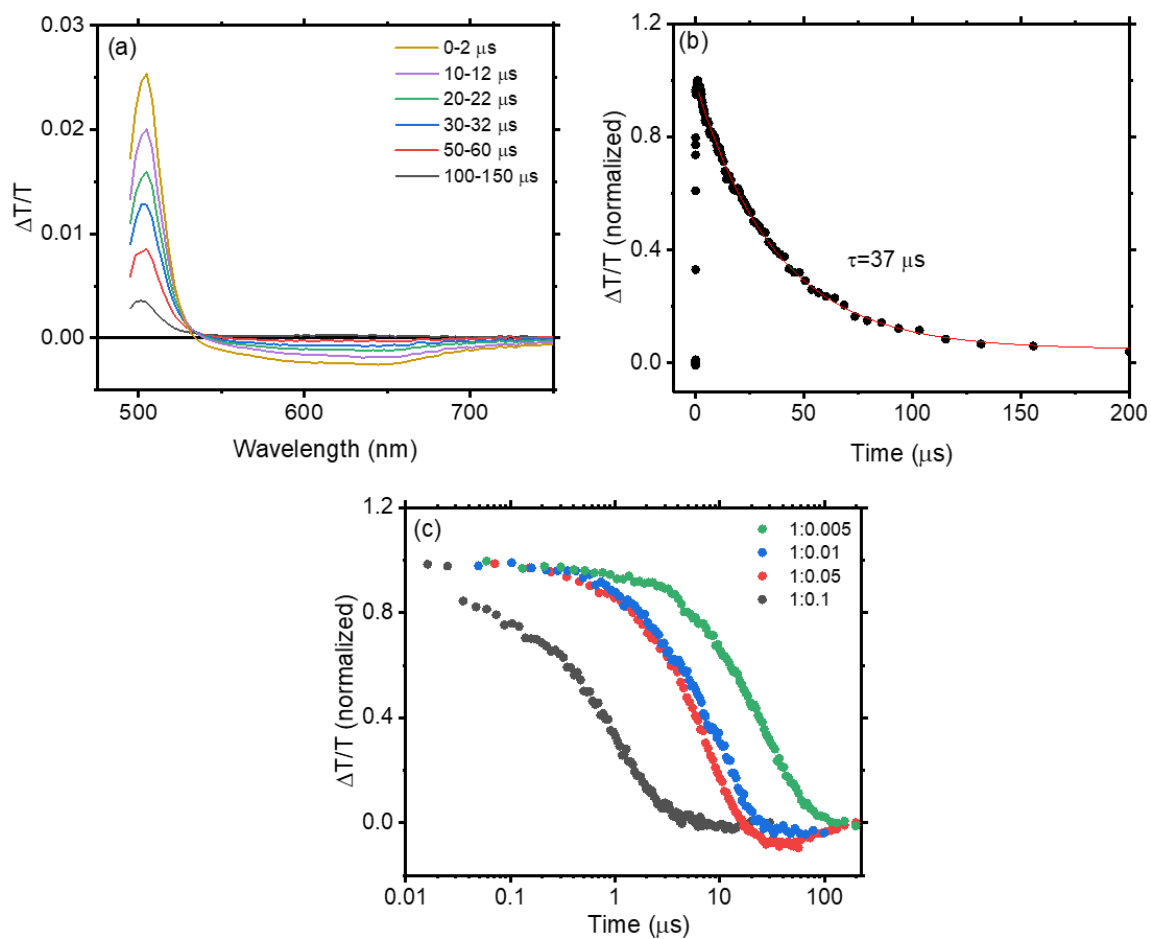 (a)
0-2 μs
10-12 μs
20-22 μs
30-32 μs
50-60 μs
100-150 μs
0.03
0.02
0.01
0.00
ΔT/T
500
600
700
Wavelength (nm)
(b)
1.2
0.8
0.4
0.0
ΔT/T (normalized)
τ=37 μs
0
50
100
150
200
Time (μs)
(c)
1:0.005
1:0.01
1:0.05
1:0.1
1.2
0.8
0.4
0.0
ΔT/T (normalized)
0.01
0.1
1
10
100
Time (μs)